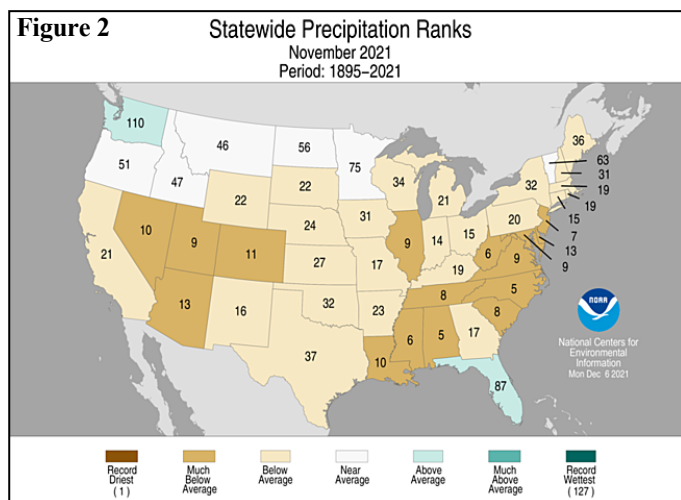 Figure 2
Statewide Precipitation Ranks
November 2021
Period: 1895–2021
110
46
56
75
51
47
22
22
34
21
32
36
63
31
19
19
15
7
13
9
24
31
20
10
9
11
9
14
15
6
9
21
27
17
19
13
16
32
23
8
5
8
37
10
6
5
17
87
NOAA
National Centers for
Environmental
Information
Mon Dec 6 2021
Record
Driest
(1)
Much
Below
Average
Below
Average
Near
Average
Above
Average
Much
Above
Average
Record
Wettest
(127)